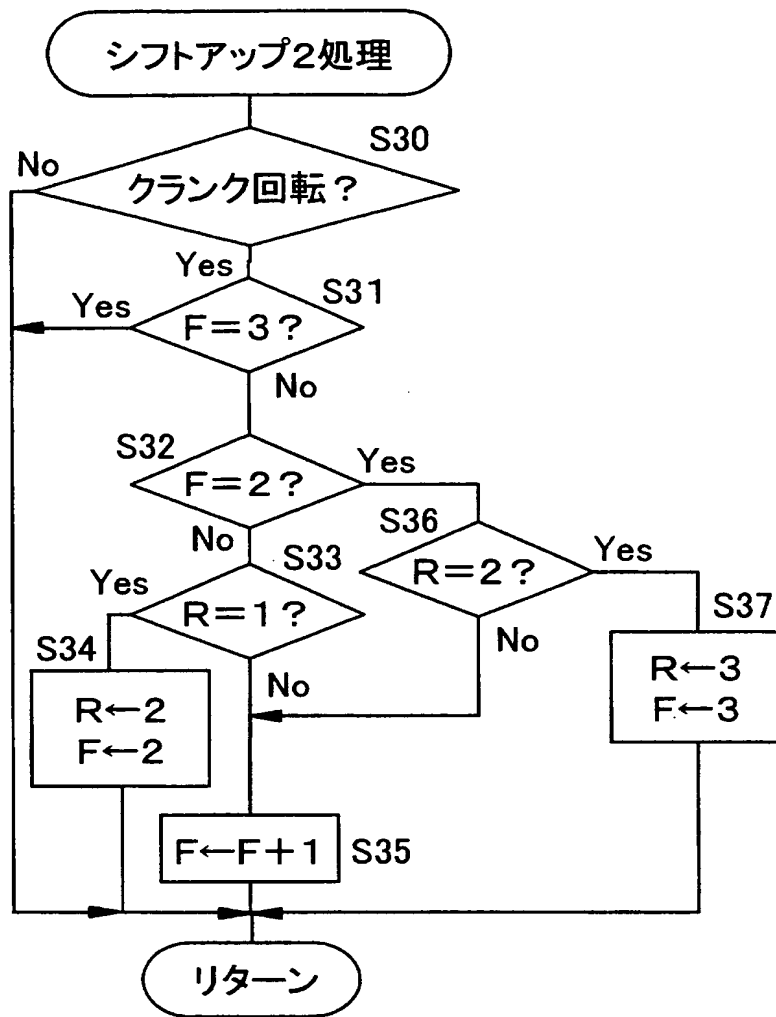 シフトアップ2処理
S30
No
クランク回転?
Yes
S31
Yes
F=3?
No
S32
F=2?
Yes
S36
No
S33
R=2?
Yes
Yes
R=1?
S37
No
S34
No
R←3
F←3
R←2
F←2
F←F+1
S35
リターン